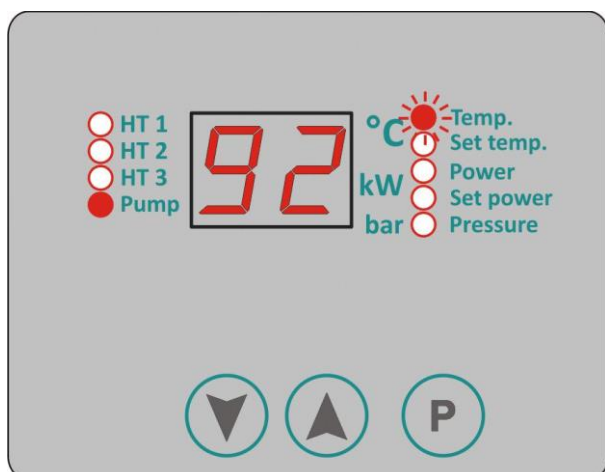 HT 1
HT 2
HT 3
Pump
92
°C
kW
bar
Temp.
Set temp.
Power
Set power
Pressure
P